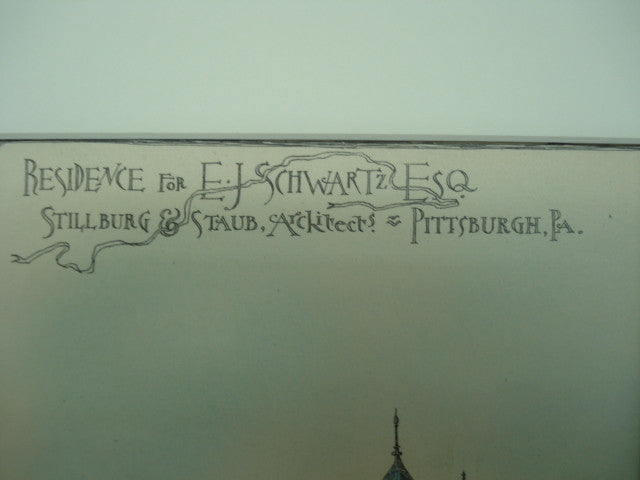 RESIDENCE FOR E. J. SCHWARTZ ESQ.
STILLBURG & STAUB, Architects. ~ PITTSBURGH, PA.